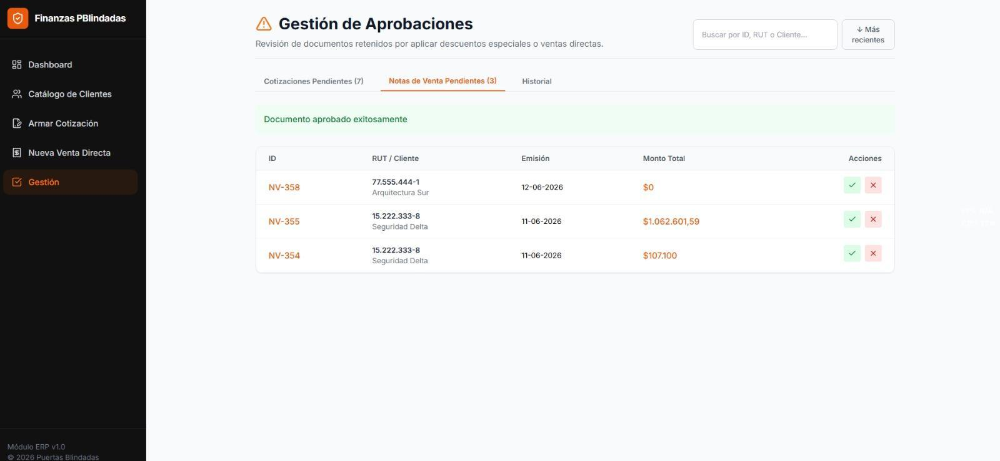 Finanzas PBlindadas
Dashboard
Catálogo de Clientes
Armar Cotización
Nueva Venta Directa
Gestión
Módulo ERP v1.0
© 2026 Puertas Blindadas
Gestión de Aprobaciones
Revisión de documentos retenidos por aplicar descuentos especiales o ventas directas.
Buscar por ID, RUT o Cliente...
↓ Más
recientes
Cotizaciones Pendientes (7) Notas de Venta Pendientes (3) Historial
Documento aprobado exitosamente
ID RUT / Cliente Emisión Monto Total Acciones
NV-358 77.555.444-1 12-06-2026 $0
Arquitectura Sur
NV-355 15.222.333-8 11-06-2026 $1.062.601,59
Seguridad Delta
NV-354 15.222.333-8 11-06-2026 $107.100
Seguridad Delta